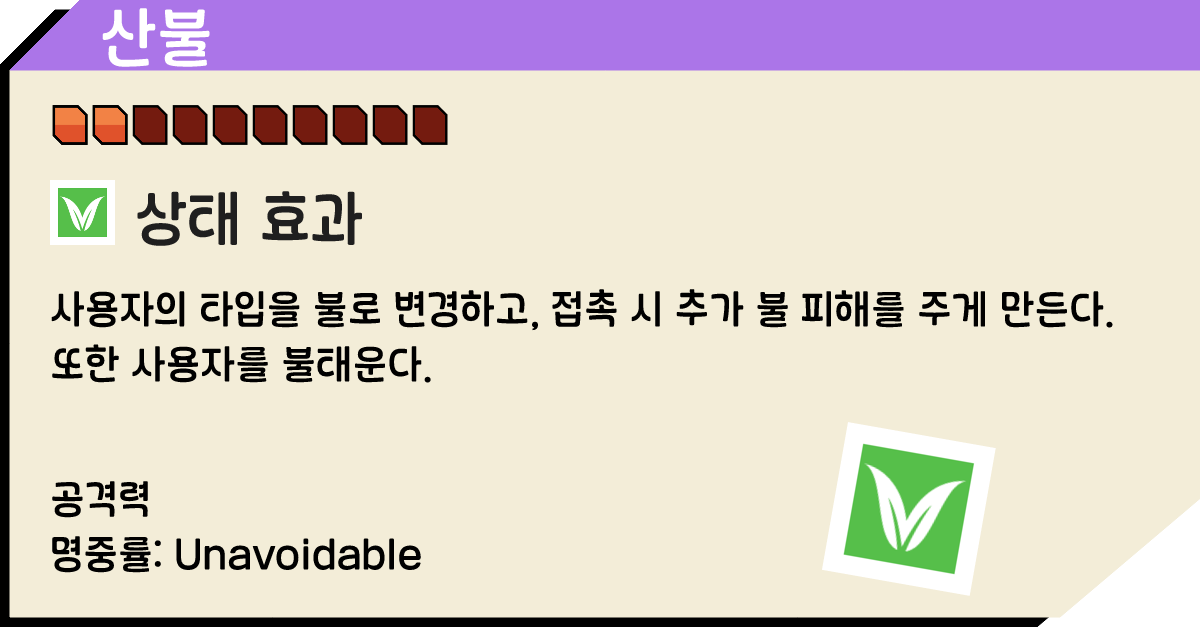 산불
상태 효과
사용자의 타입을 불로 변경하고, 접촉 시 추가 불 피해를 주게 만든다.
또한 사용자를 불태운다.
공격력
명중률: Unavoidable